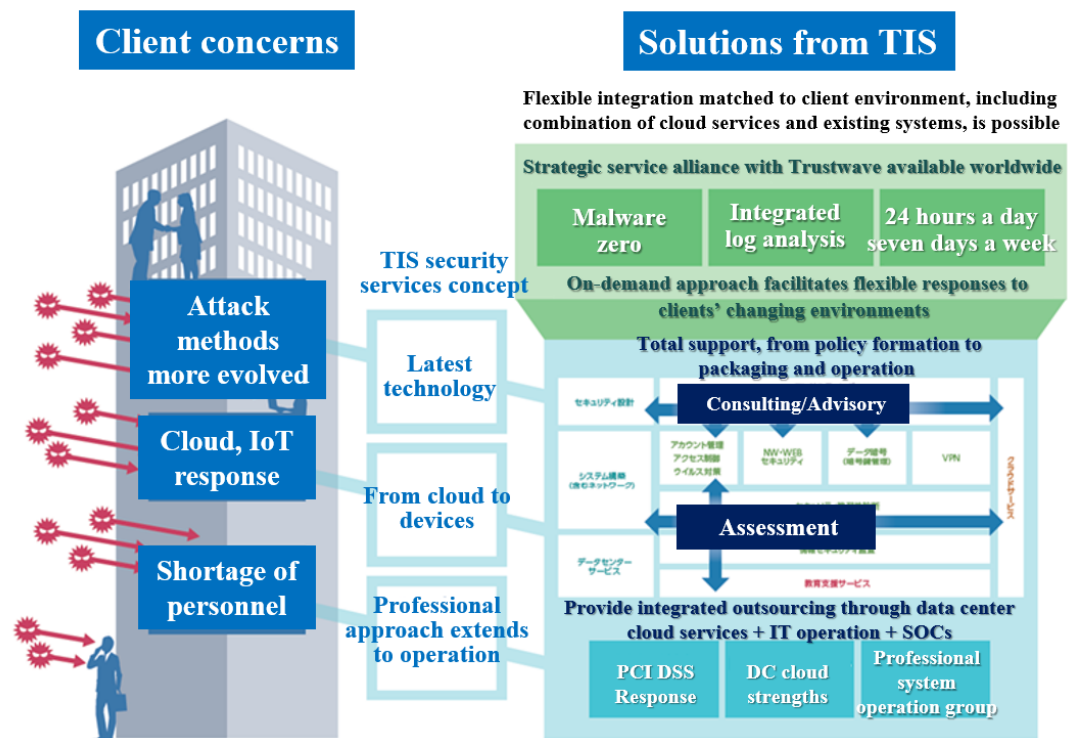 Client concerns
Solutions from TIS
Flexible integration matched to client environment, including
combination of cloud services and existing systems, is possible
Strategic service alliance with Trustwave available worldwide
Malware
zero
Integrated
log analysis
24 hours a day
seven days a week
On-demand approach facilitates flexible responses to
clients’ changing environments
TIS security
services concept
Attack
methods
more evolved
Latest
technology
Cloud, IoT
response
From cloud to
devices
Shortage of
personnel
Professional
approach extends
to operation
Total support, from policy formation to
packaging and operation
セキュリティ設計
Consulting/Advisory
システム構築
(含むネットワーク)
アカウント管理
アクセス制御
ウイルス対策
NW・WEB
セキュリティ
データ暗号
(暗号鍵管理)
VPN
クラウドサービス
Assessment
データセンター
サービス
教育支援サービス
Provide integrated outsourcing through data center
cloud services + IT operation + SOCs
PCI DSS
Response
DC cloud
strengths
Professional
system
operation group